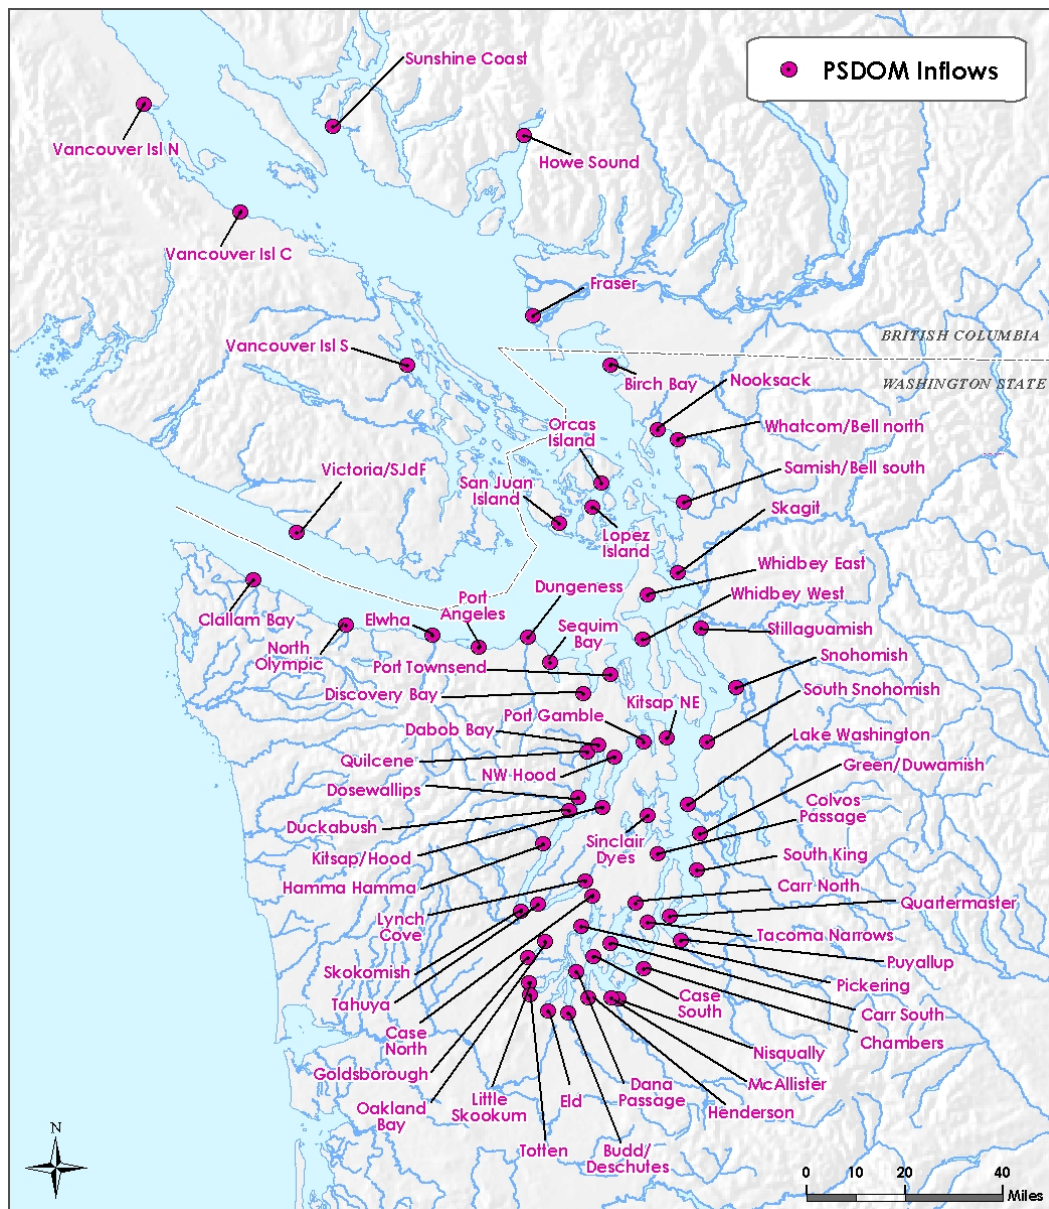 Sunshine Coast
PSDOM Inflows
Vancouver Isl N
Howe Sound
Vancouver Isl C
Fraser
BRITISH COLUMBIA
Vancouver Isl S
Birch Bay
Nooksack
WASHINGTON STATE
Orcas
Island
Whatcom/Bell north
Victoria/SJdF
San Juan
Island
Samish/Bell south
Skagit
Lopez
Island
Whidbey East
Dungeness
Whidbey West
Clallam Bay
Elwha
Port
Angeles
Stillaguamish
North
Olympic
Sequim
Bay
Port Townsend
Snohomish
Discovery Bay
South Snohomish
Kitsap NE
Port Gamble
Dabob Bay
Lake Washington
Quilcene
NW Hood
Green/Duwamish
Dosewallips
Colvos
Passage
Duckabush
Sinclair
Dyes
Kitsap/Hood
South King
Hamma Hamma
Carr North
Lynch
Cove
Quartermaster
Tacoma Narrows
Puyallup
Skokomish
Pickering
Tahuya
Case
South
Carr South
Case
North
Chambers
Nisqually
Goldsborough
McAllister
Dana
Passage
Little
Skookum
Eld
Henderson
Oakland
Bay
Totten
Budd/
Deschutes
N
0 10 20 40
Miles